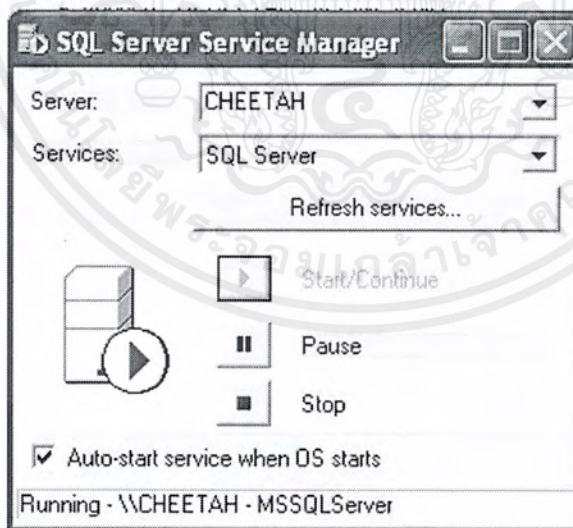 SQL Server Service Manager
Server: CHEETAH
Services: SQL Server
Refresh services...
Start/Continue
Pause
Stop
Auto-start service when OS starts
Running - \\CHEETAH - MSSQLServer